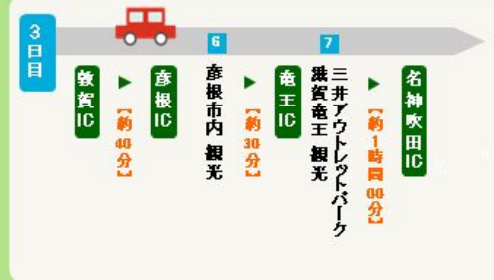 3日目
敦賀IC
【約40分】
彦根IC
6
彦根市内 観光
【約30分】
竜王IC
7
三井アウトレットパーク
滋賀竜王 観光
【約1時間00分】
名神吹田IC